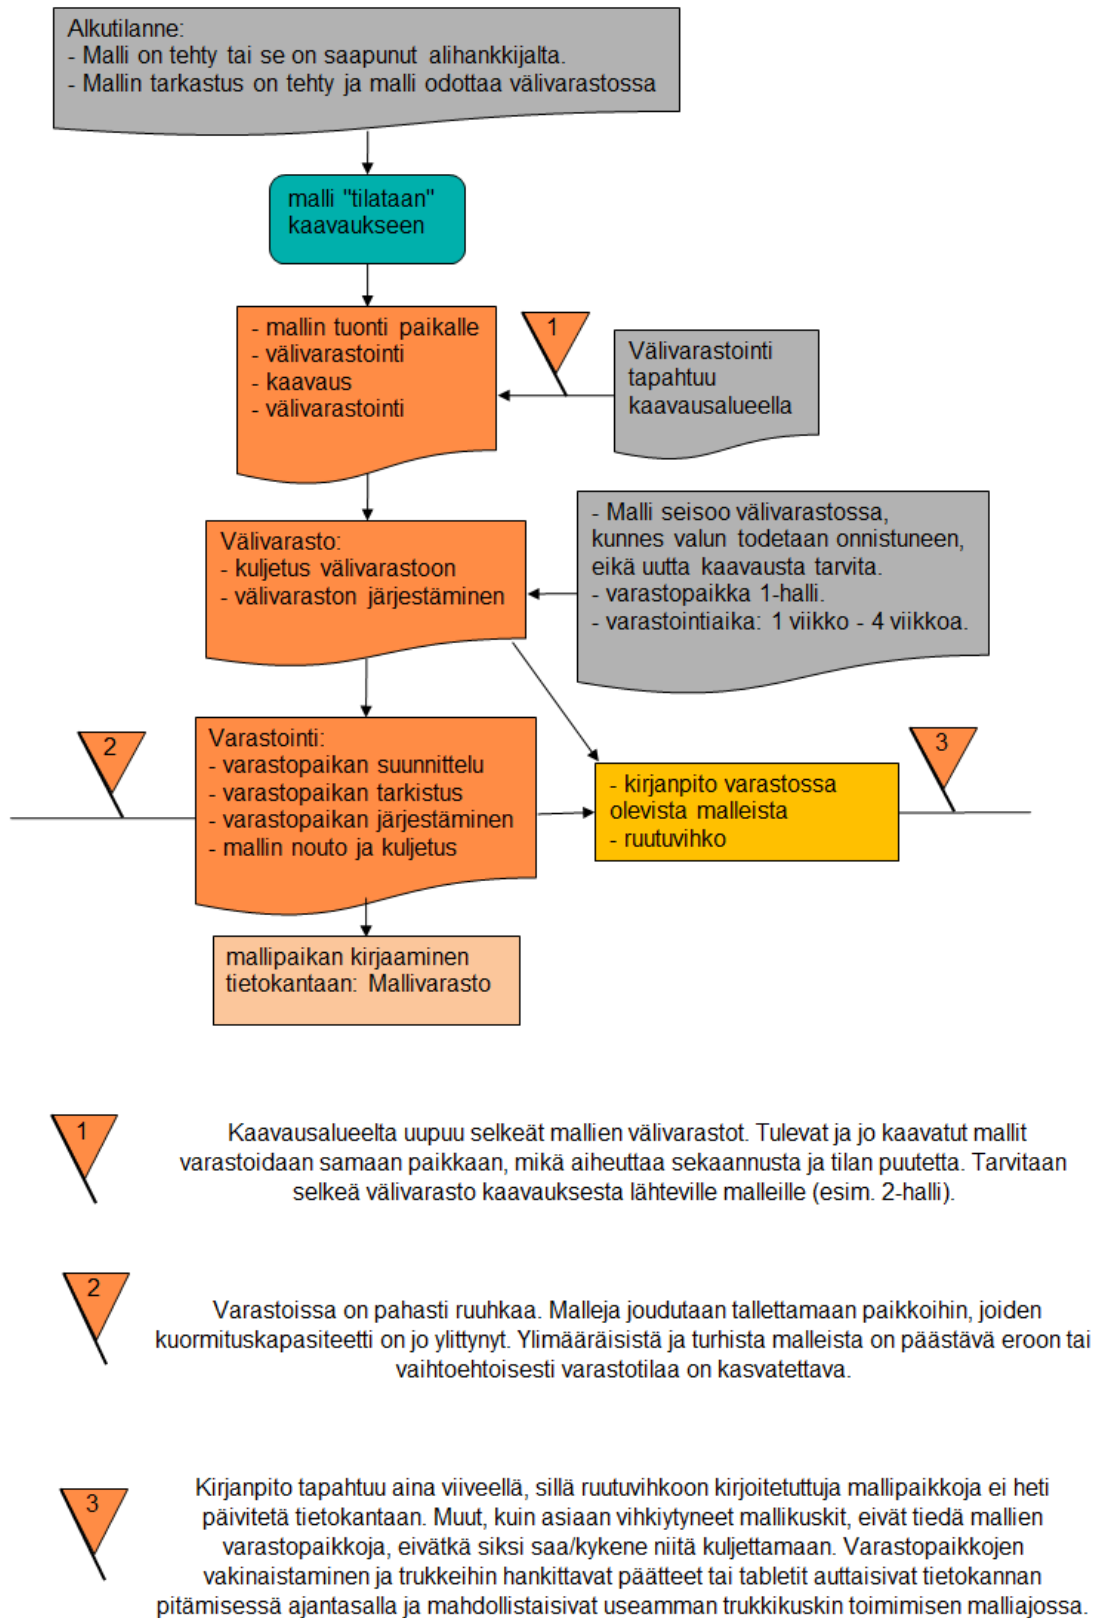 Alkutilanne:
- Malli on tehty tai se on saapunut alihankkijalta.
- Mallin tarkastus on tehty ja malli odottaa välivarastossa
malli "tilataan"
kaavaukseen
- mallin tuonti paikalle
- välivarastointi
- kaavaus
- välivarastointi
1
Välivarastointi
tapahtuu
kaavausalueella
Välivarasto:
- kuljetus välivarastoon
- välivaraston järjestäminen
- Malli seisoo välivarastossa,
kunnes valun todetaan onnistuneen,
eikä uutta kaavausta tarvita.
- varastopaikka 1-halli.
- varastointiaika: 1 viikko - 4 viikkoa.
2
Varastointi:
- varastopaikan suunnittelu
- varastopaikan tarkistus
- varastopaikan järjestäminen
- mallin nouto ja kuljetus
- kirjanpito varastossa
olevista malleista
- ruutuvihko
3
mallipaikan kirjaaminen
tietokantaan: Mallivarasto
1
Kaavausalueelta uupuu selkeät mallien välivarastot. Tulevat ja jo kaavatut mallit
varastoidaan samaan paikkaan, mikä aiheuttaa sekaannusta ja tilan puutetta. Tarvitaan
selkeä välivarasto kaavauksesta lähteville malleille (esim. 2-halli).
2
Varastoissa on pahasti ruuhkaa. Malleja joudutaan tallettamaan paikkoihin, joiden
kuormituskapasiteetti on jo ylittynyt. Ylimääräisistä ja turhista malleista on päästävä eroon tai
vaihtoehtoisesti varastotilaa on kasvatettava.
3
Kirjanpito tapahtuu aina viiveellä, sillä ruutuvihkoon kirjoitetuttuja mallipaikkoja ei heti
päivitetä tietokantaan. Muut, kuin asiaan vihkiytyneet mallikuskit, eivät tiedä mallien
varastopaikkoja, eivätkä siksi saa/kykene niitä kuljettamaan. Varastopaikkojen
vakinaistaminen ja trukkeihin hankittavat päätteet tai tabletit auttaisivat tietokannan
pitämisessä ajantasalla ja mahdollistaisivat useamman trukkikuskin toimimisen malliajossa.